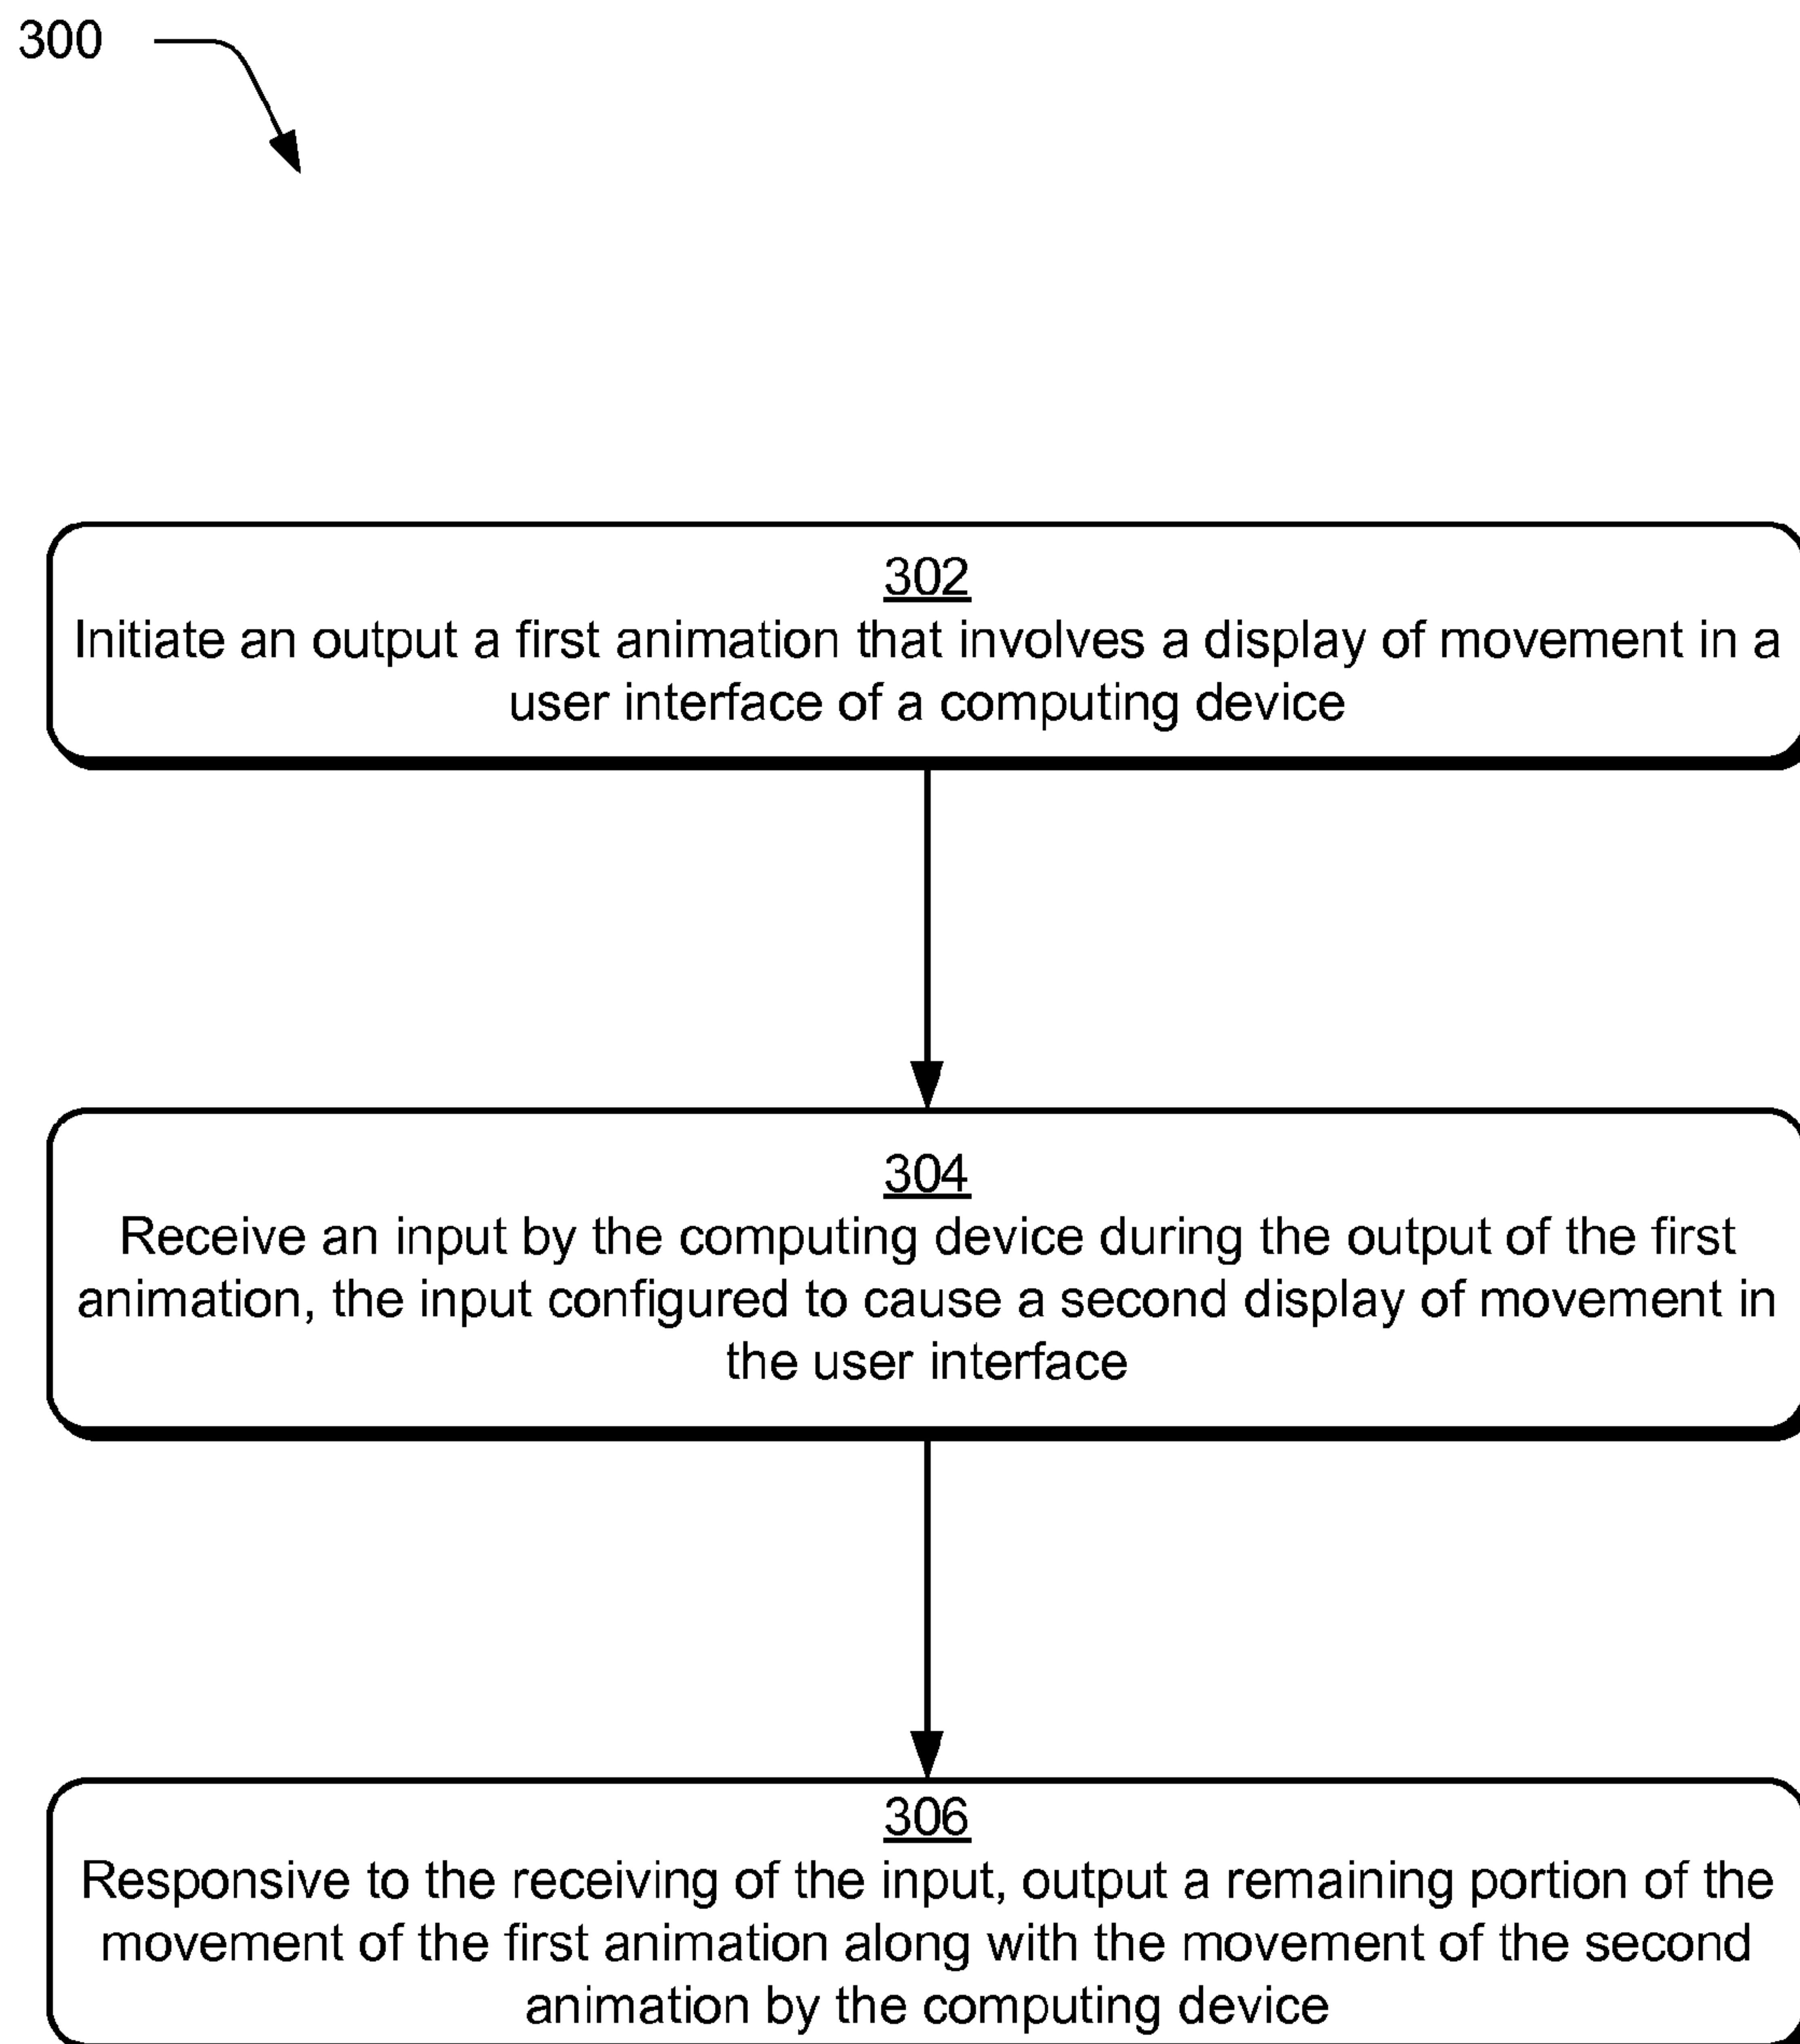 300
302
Initiate an output a first animation that involves a display of movement in a
user interface of a computing device
304
Receive an input by the computing device during the output of the first
animation, the input configured to cause a second display of movement in
the user interface
306
Responsive to the receiving of the input, output a remaining portion of the
movement of the first animation along with the movement of the second
animation by the computing device